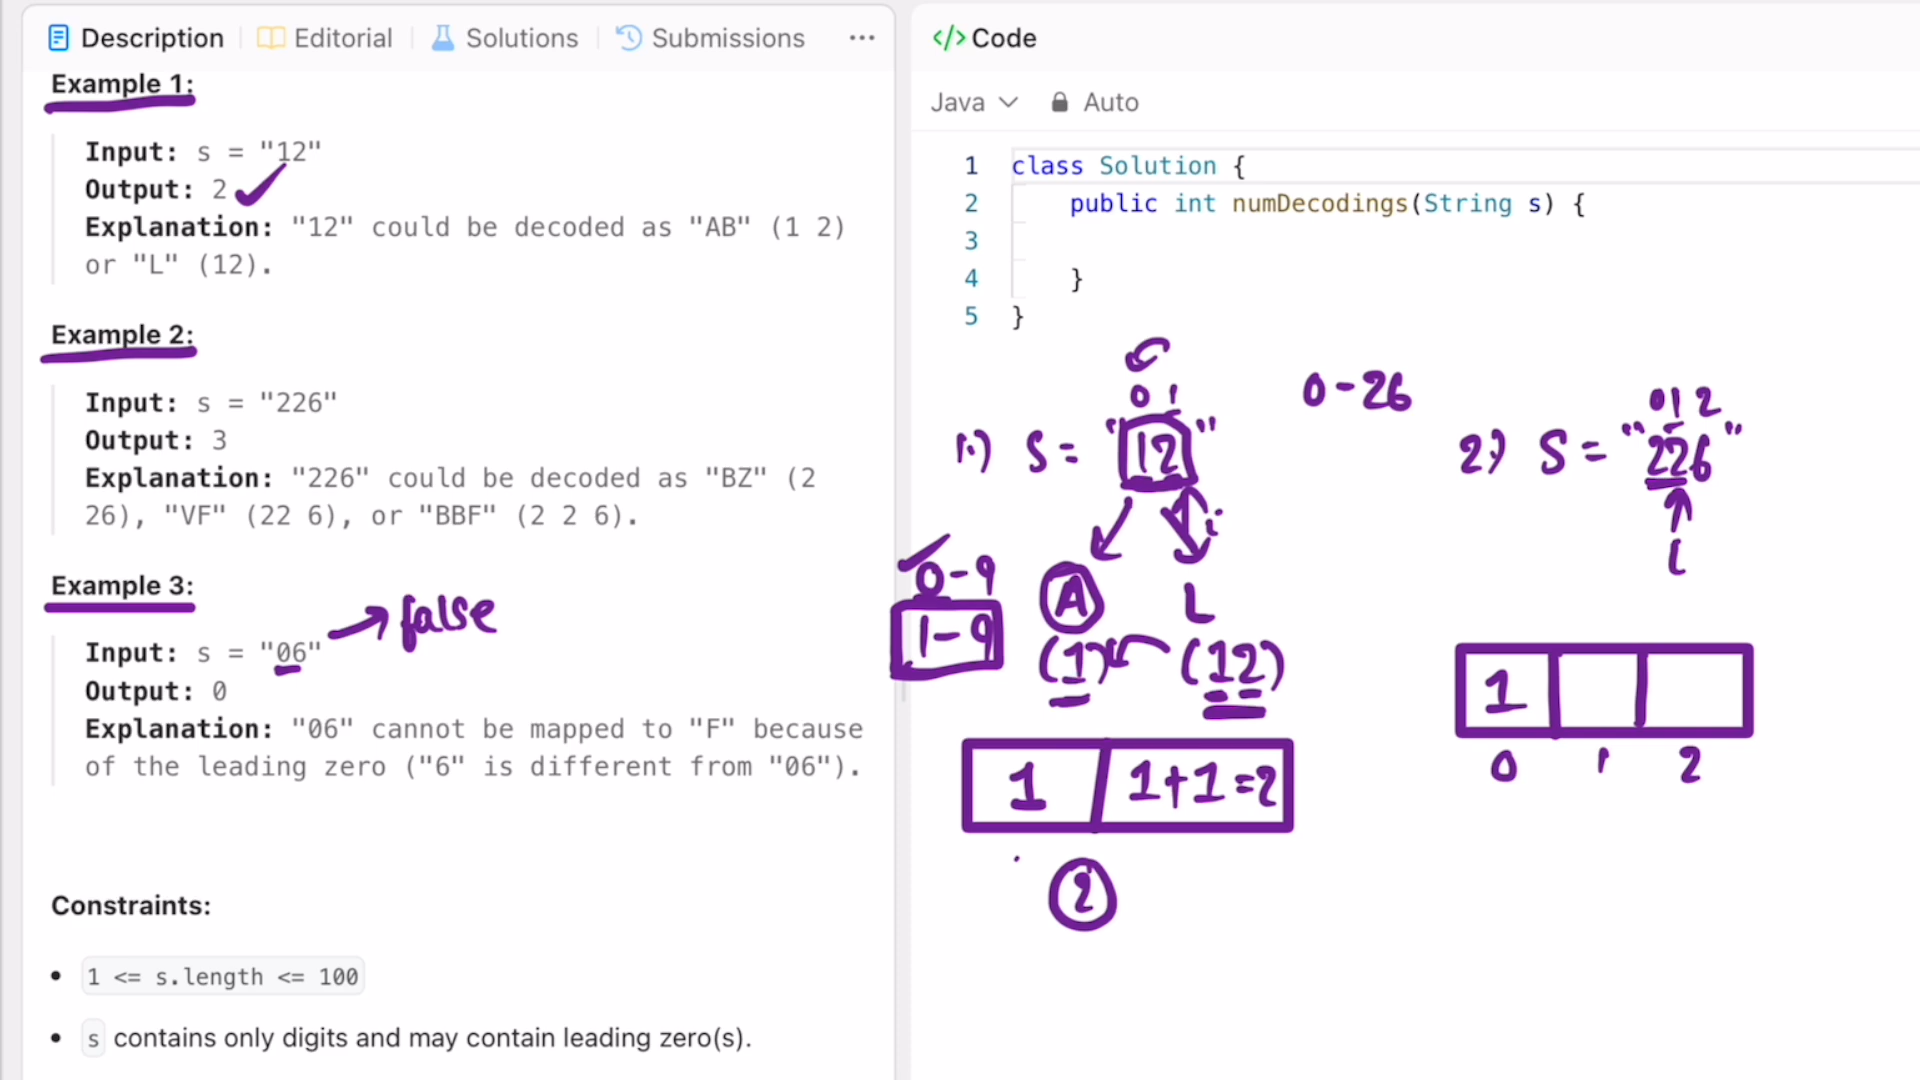 Description Editorial Solutions Submissions ...
Example 1:
Input: s = "12"
Output: 2
Explanation: "12" could be decoded as "AB" (1 2)
or "L" (12).
Example 2:
Input: s = "226"
Output: 3
Explanation: "226" could be decoded as "BZ" (2
26), "VF" (22 6), or "BBF" (2 2 6).
Example 3:
false
Input: s = "06"
Output: 0
Explanation: "06" cannot be mapped to "F" because
of the leading zero ("6" is different from "06").
Constraints:
1 <= s.length <= 100
s contains only digits and may contain leading zero(s).
</> Code
Java Auto
1 class Solution {
2 public int numDecodings(String s) {
3
4 }
5 }
0 1
0-26
1.) S = "12"
i
0-9
1-9
A L
(1) (12)
1 1+1=2
2
0 1 2
2) S = "226"
i
1
0 1 2